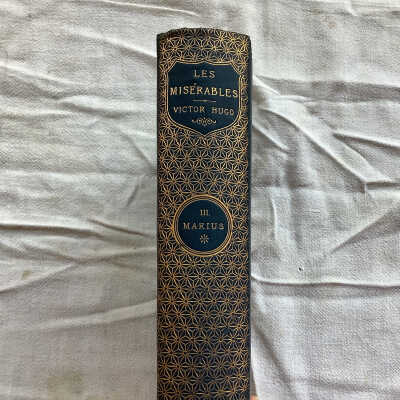 LES
MISÉRABLES
VICTOR HUGO
III.
MARIUS